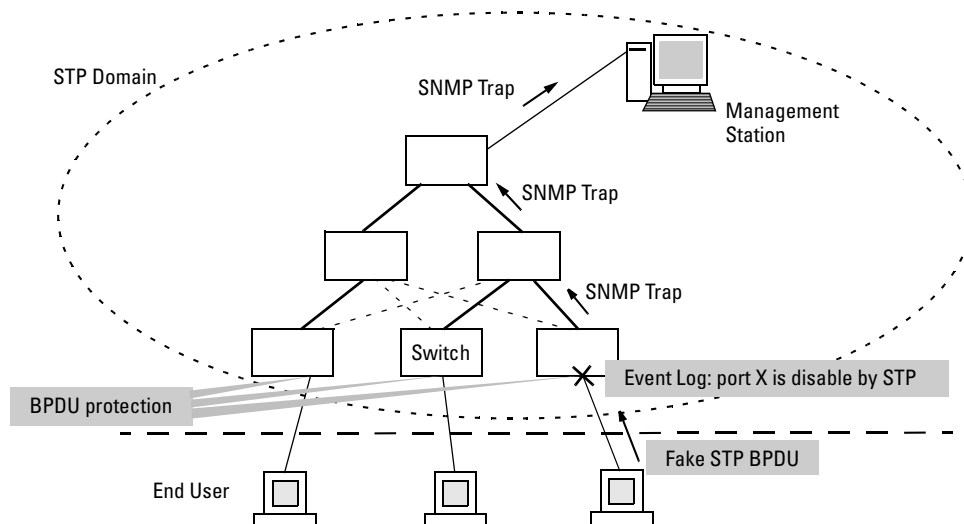 STP Domain
SNMP Trap
Management
Station
SNMP Trap
SNMP Trap
Switch
Event Log: port X is disable by STP
BPDU protection
Fake STP BPDU
End User